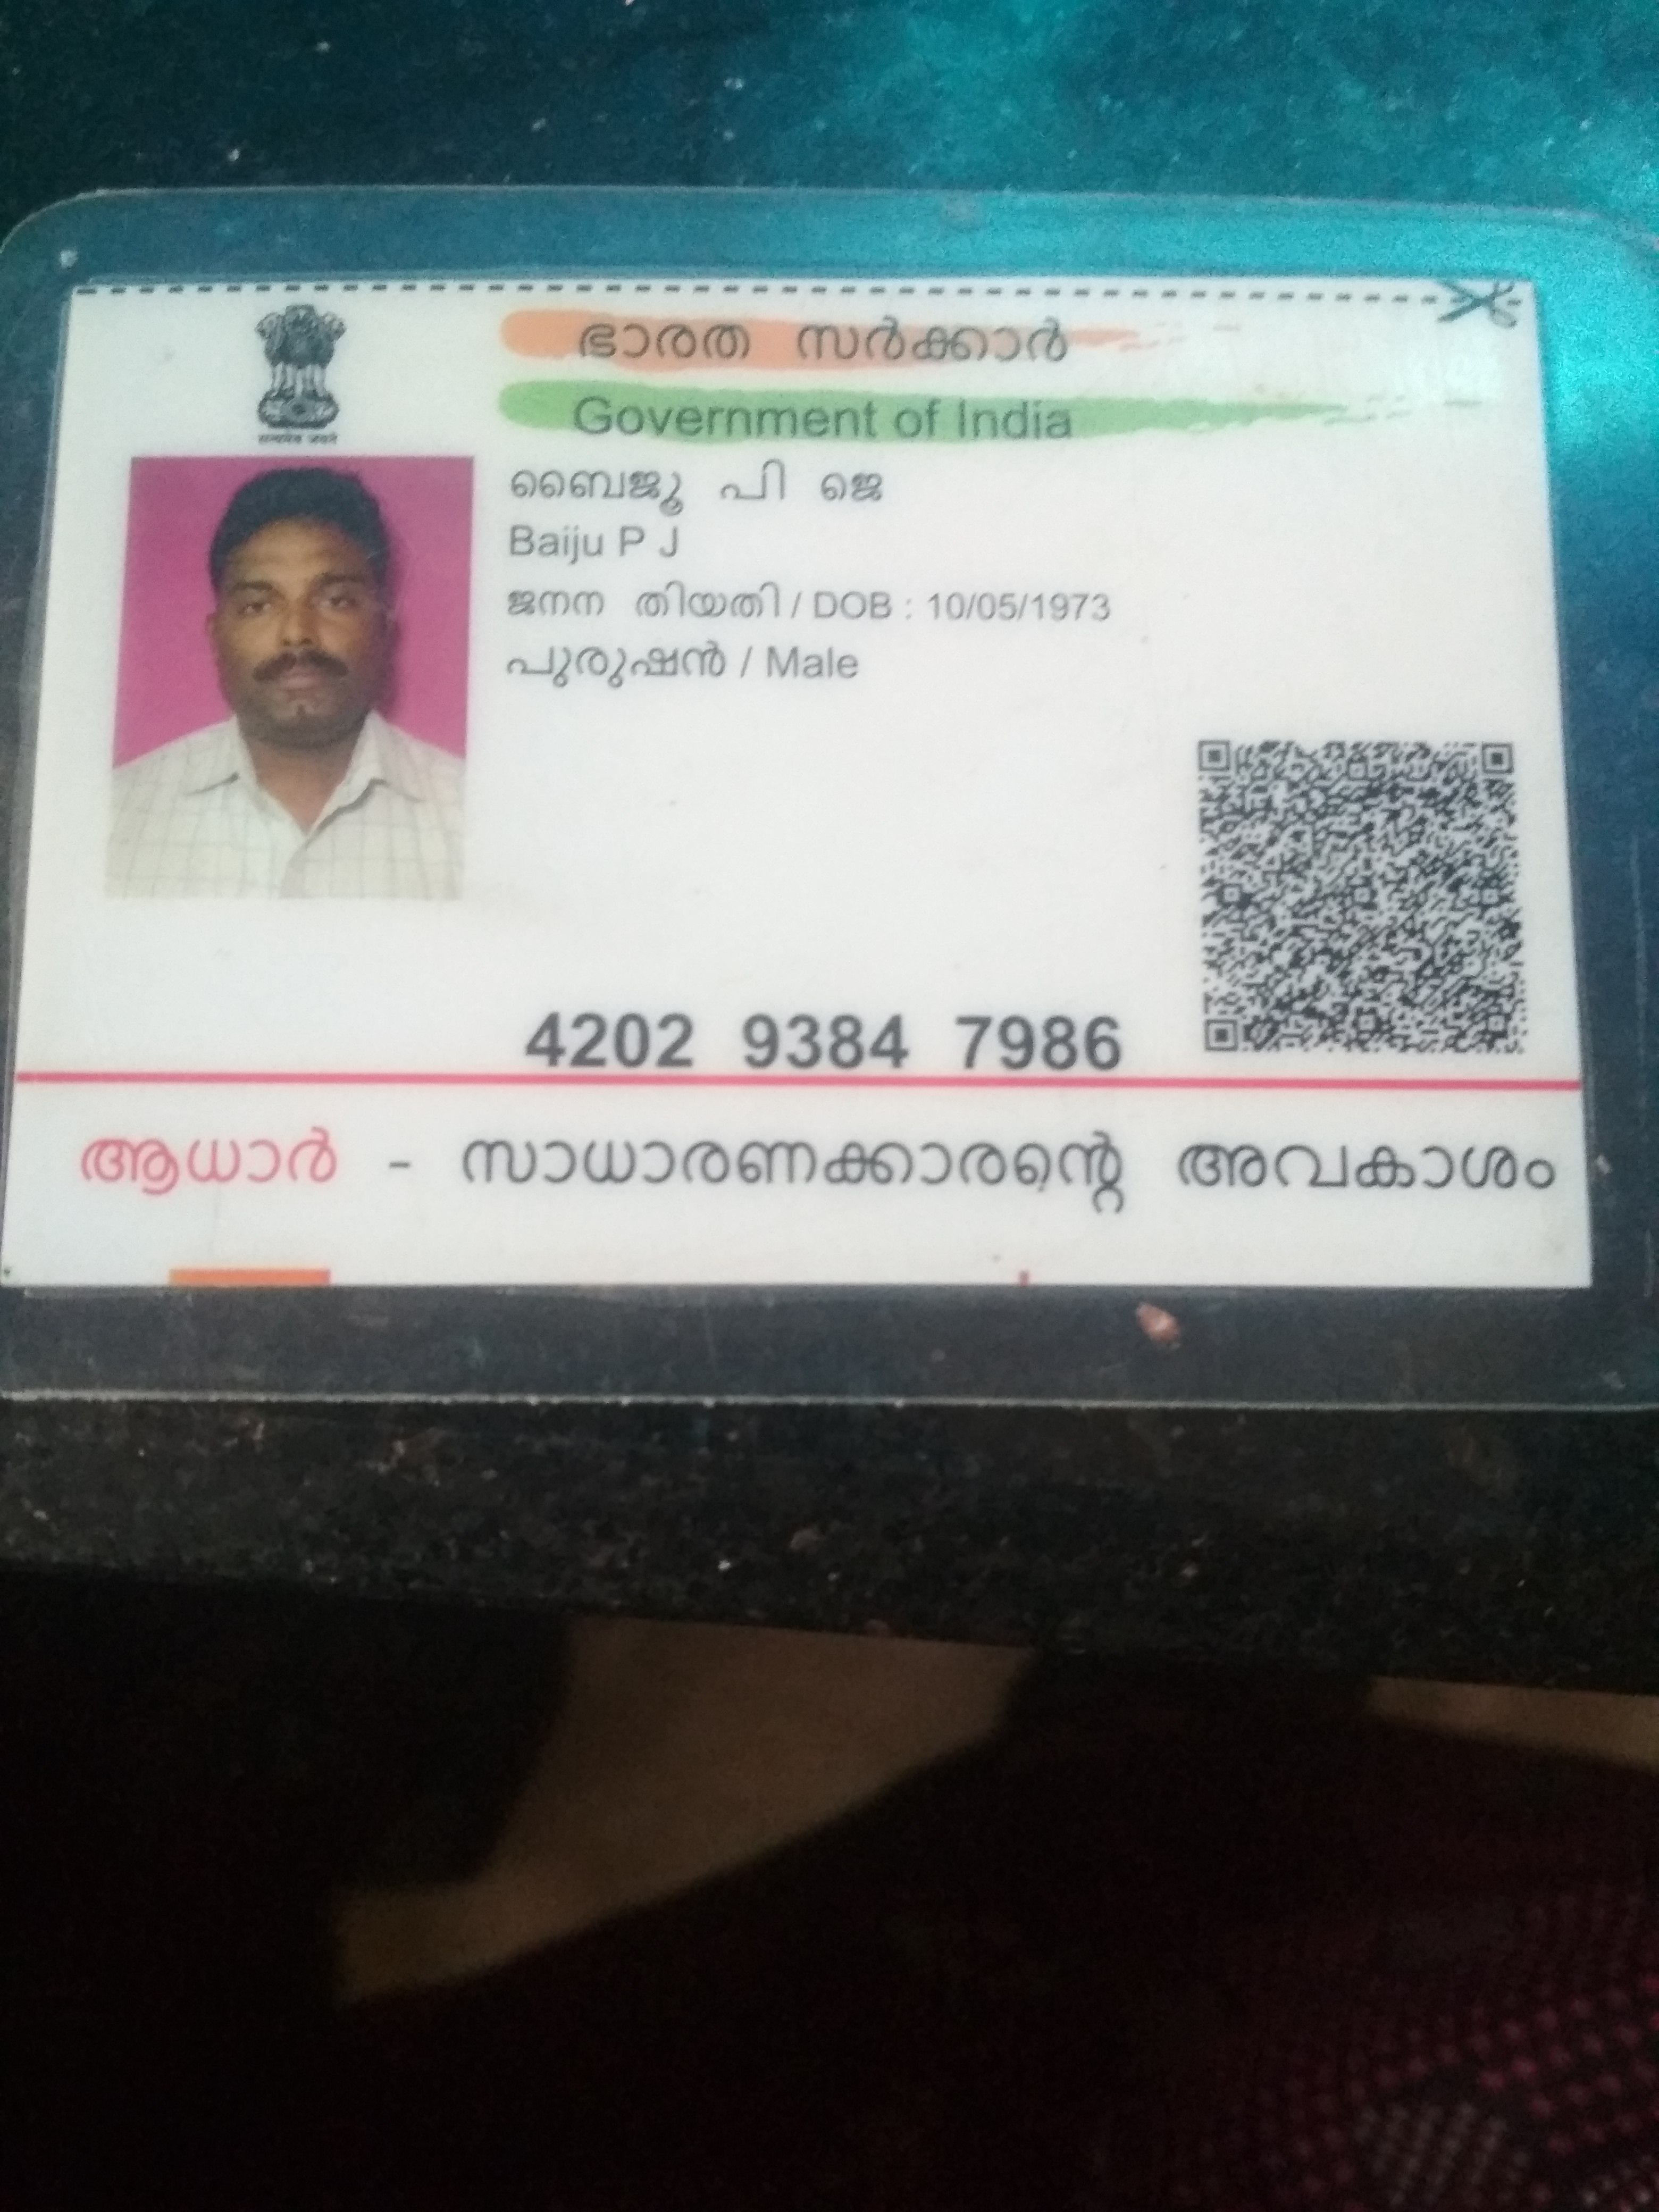 ഭാരത സർക്കാർ
Government of India
ബൈജൂ പി ജെ
Baiju P J
ജനന തിയതി / DOB : 10/05/1973
പുരുഷൻ / Male
4202 9384 7986
ആധാർ - സാധാരണക്കാരന്റെ അവകാശം